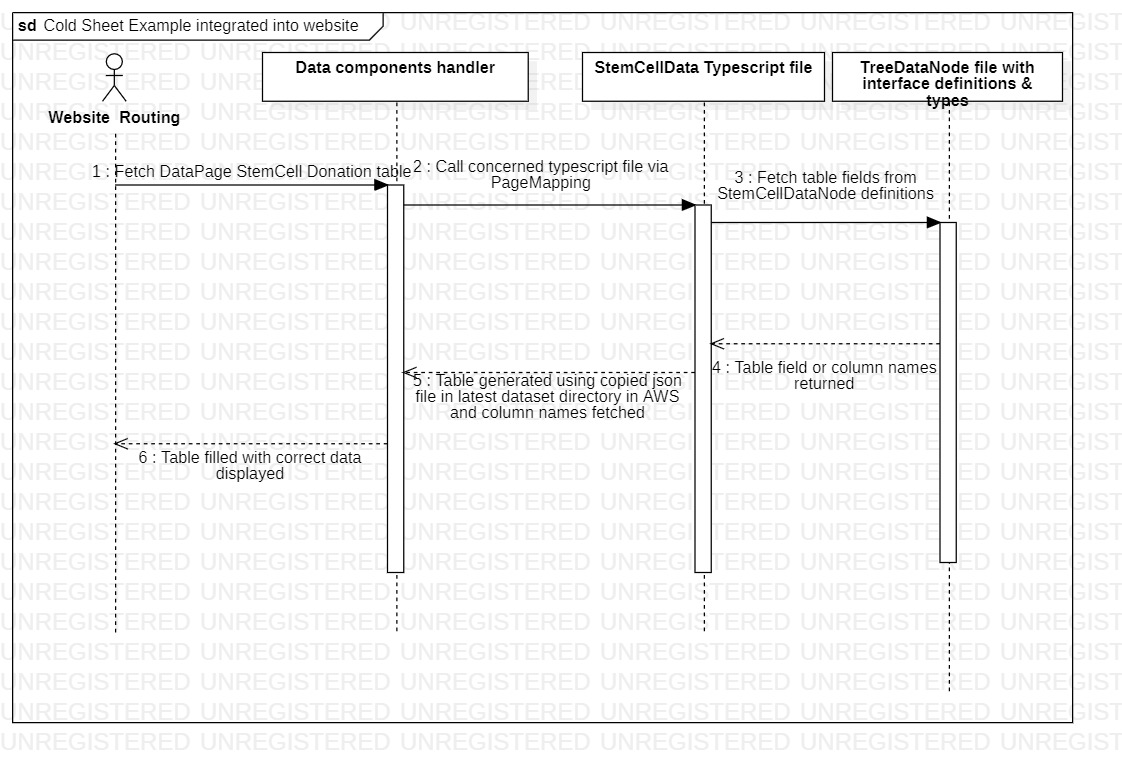 sd Cold Sheet Example integrated into website
Data components handler
StemCellData Typescript file
TreeDataNode file with
interface definitions &
types
Website Routing
1 : Fetch DataPage StemCell Donation table
2 : Call concerned typescript file via
PageMapping
3 : Fetch table fields from
StemCellDataNode definitions
4 : Table field or column names
returned
5 : Table generated using copied json
file in latest dataset directory in AWS
and column names fetched
6 : Table filled with correct data
displayed
UNREGISTERED UNREGISTERED UNREGISTERED UNREGISTERED UNREGISTERED UNREGIST